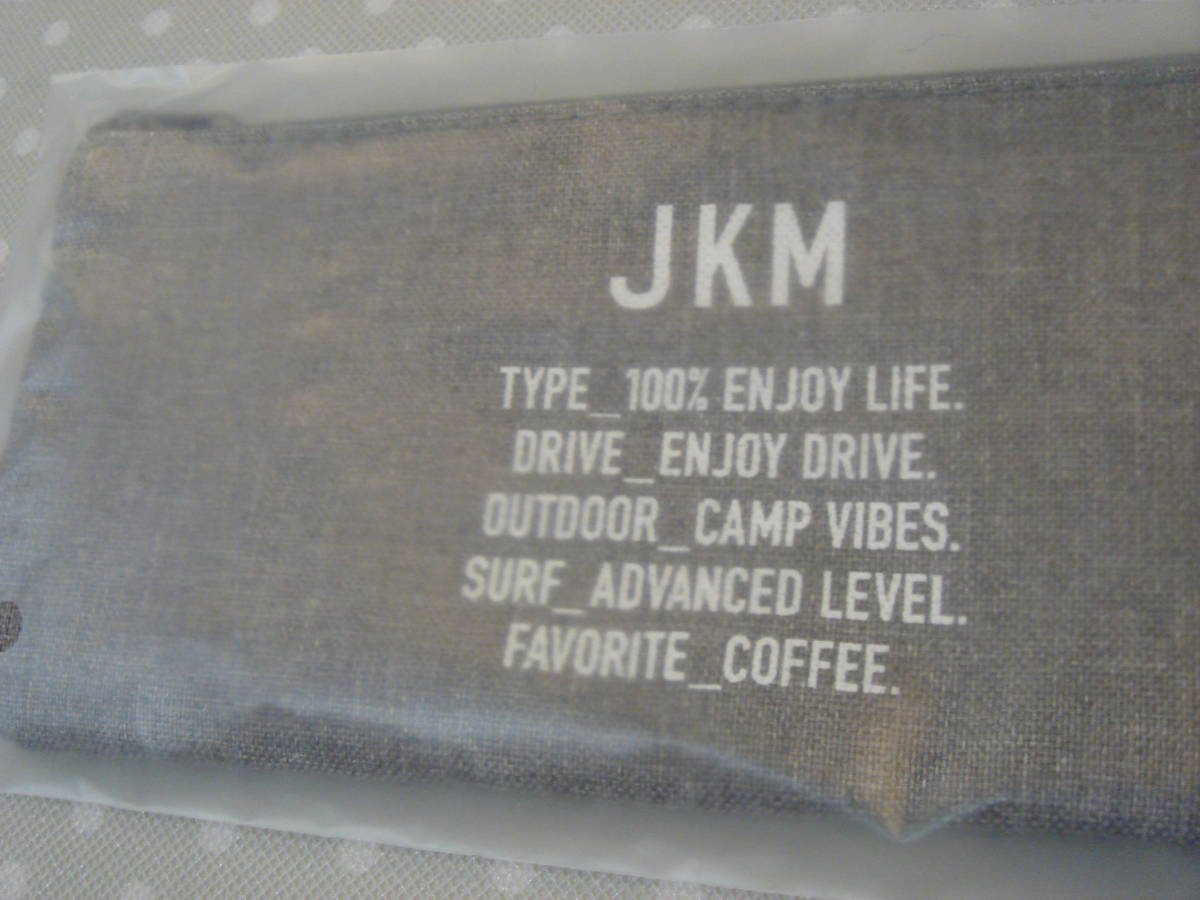 JKM
TYPE_100% ENJOY LIFE.
DRIVE_ENJOY DRIVE.
OUTDOOR_CAMP VIBES.
SURF_ADVANCED LEVEL.
FAVORITE_COFFEE.